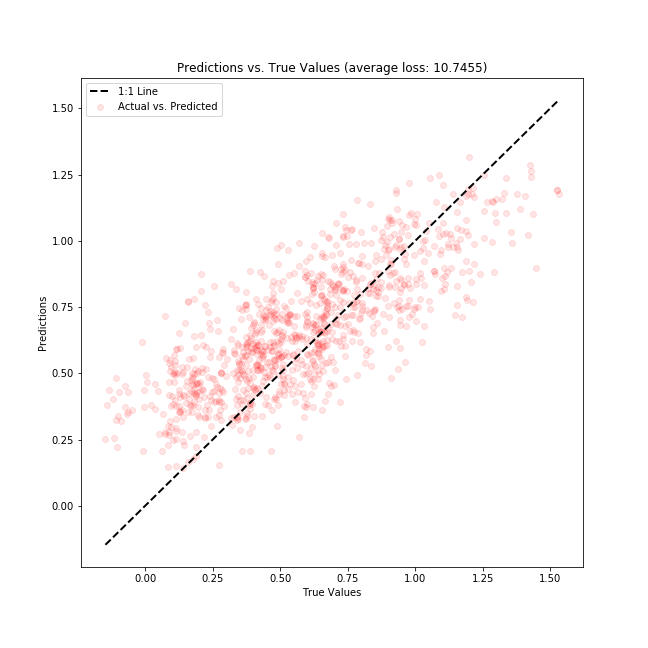 Predictions vs. True Values (average loss: 10.7455)
1:1 Line
Actual vs. Predicted
1.50
1.25
1.00
0.75
0.50
0.25
0.00
Predictions
0.00 0.25 0.50 0.75 1.00 1.25 1.50
True Values